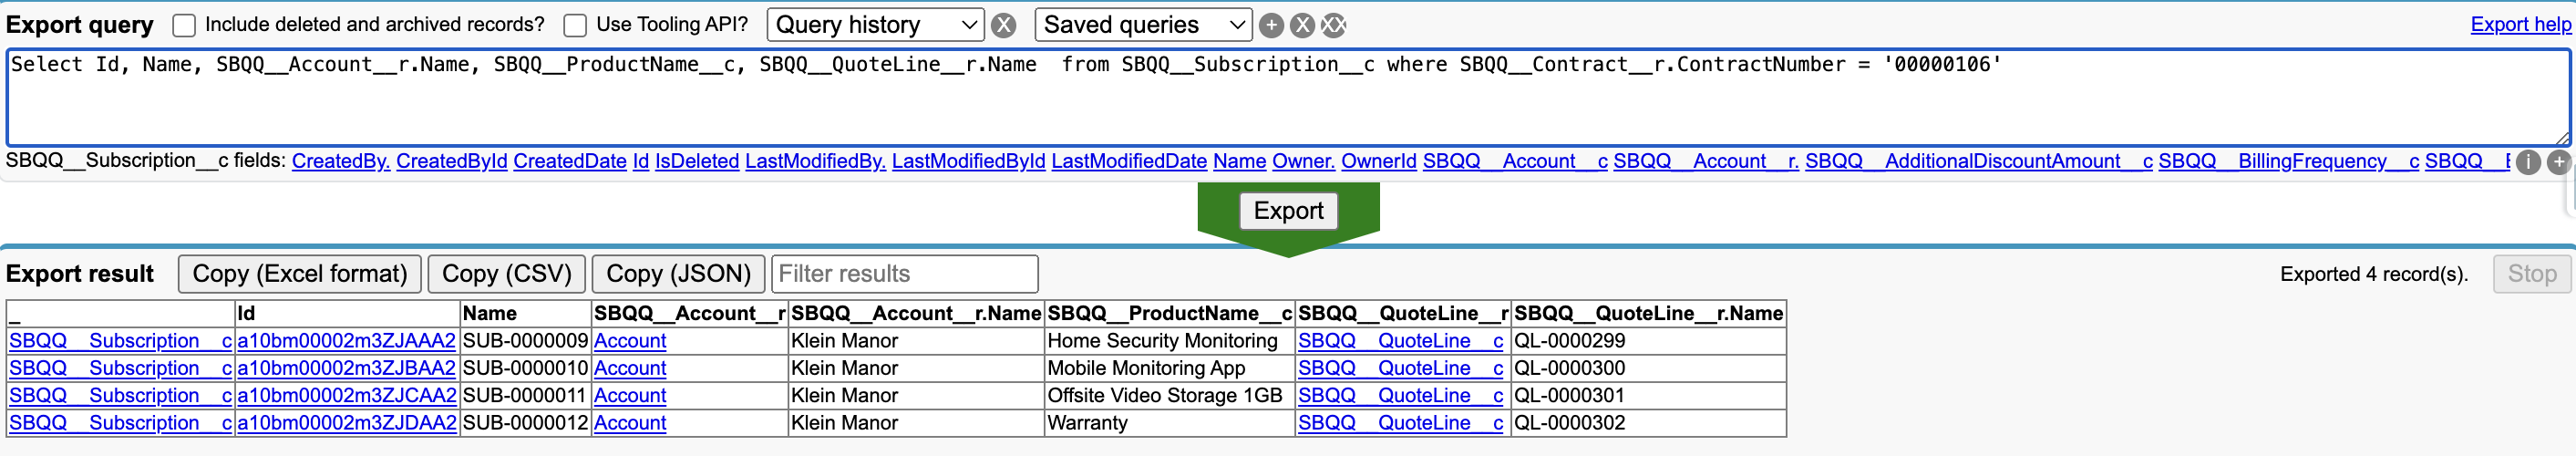 Export query Include deleted and archived records? Use Tooling API? Query history X Saved queries + X XX Export help
Select Id, Name, SBQQ__Account__r.Name, SBQQ__ProductName__c, SBQQ__QuoteLine__r.Name  from SBQQ__Subscription__c where SBQQ__Contract__r.ContractNumber = '00000106'
SBQQ__Subscription__c fields: CreatedBy. CreatedById CreatedDate Id IsDeleted LastModifiedBy. LastModifiedById LastModifiedDate Name Owner. OwnerId SBQQ__Account__c SBQQ__Account__r. SBQQ__AdditionalDiscountAmount__c SBQQ__BillingFrequency__c SBQQ__ i +
Export
Export result Copy (Excel format) Copy (CSV) Copy (JSON) Filter results Exported 4 record(s). Stop
_ Id Name SBQQ__Account__r SBQQ__Account__r.Name SBQQ__ProductName__c SBQQ__QuoteLine__r SBQQ__QuoteLine__r.Name
SBQQ__Subscription__c a10bm00002m3ZJAAA2 SUB-0000009 Account Klein Manor Home Security Monitoring SBQQ__QuoteLine__c QL-0000299
SBQQ__Subscription__c a10bm00002m3ZJBAA2 SUB-0000010 Account Klein Manor Mobile Monitoring App SBQQ__QuoteLine__c QL-0000300
SBQQ__Subscription__c a10bm00002m3ZJCAA2 SUB-0000011 Account Klein Manor Offsite Video Storage 1GB SBQQ__QuoteLine__c QL-0000301
SBQQ__Subscription__c a10bm00002m3ZJDAA2 SUB-0000012 Account Klein Manor Warranty SBQQ__QuoteLine__c QL-0000302